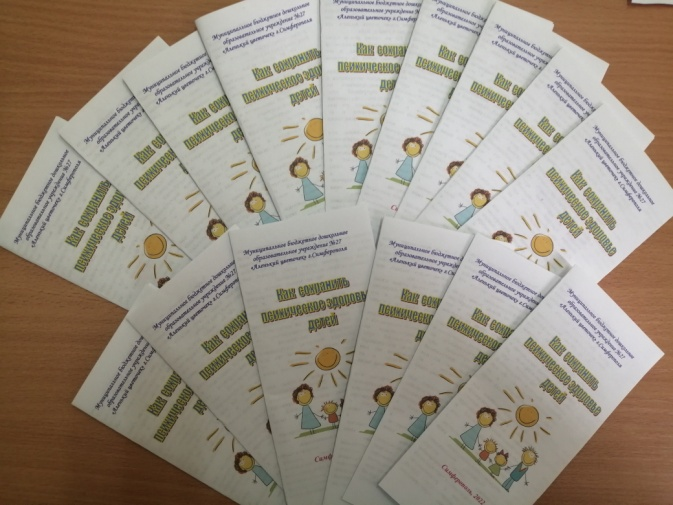 Муниципальное бюджетное дошкольное
образовательное учреждение №27
«Аленький цветочек» г.Симферополя
Как сохранить
психическое здоровье
детей
Симферополь, 2022